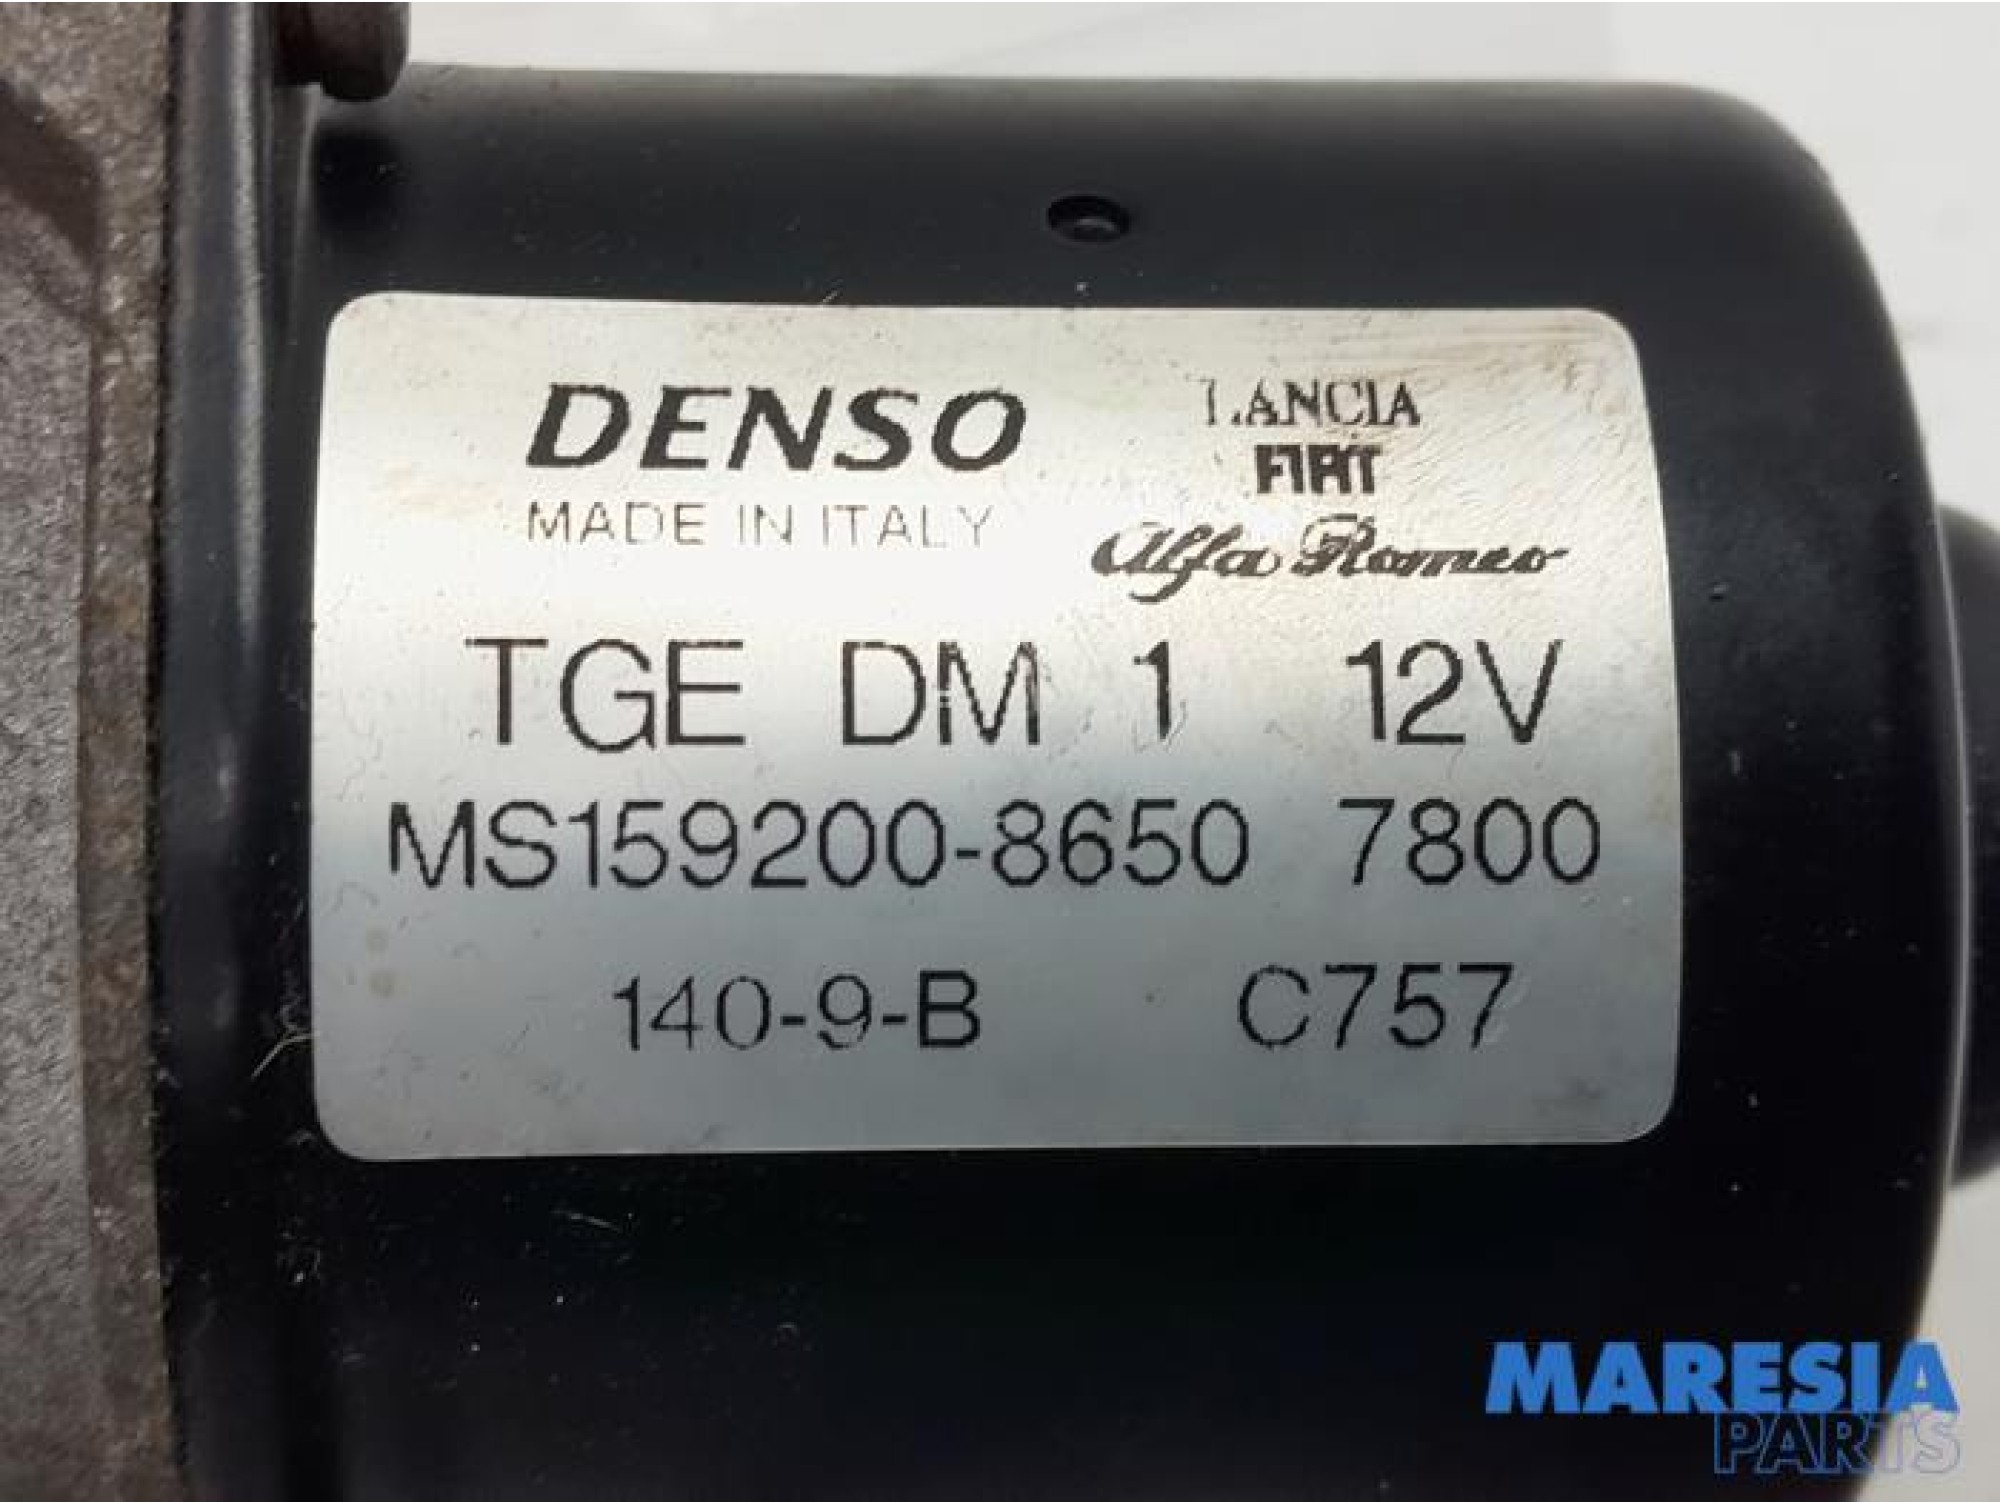 DENSO
MADE IN ITALY
LANCIA
FIAT
Alfa Romeo
TGE DM 1 12V
MS159200-8650 7800
140-9-B C757
MARESIA
PARTS